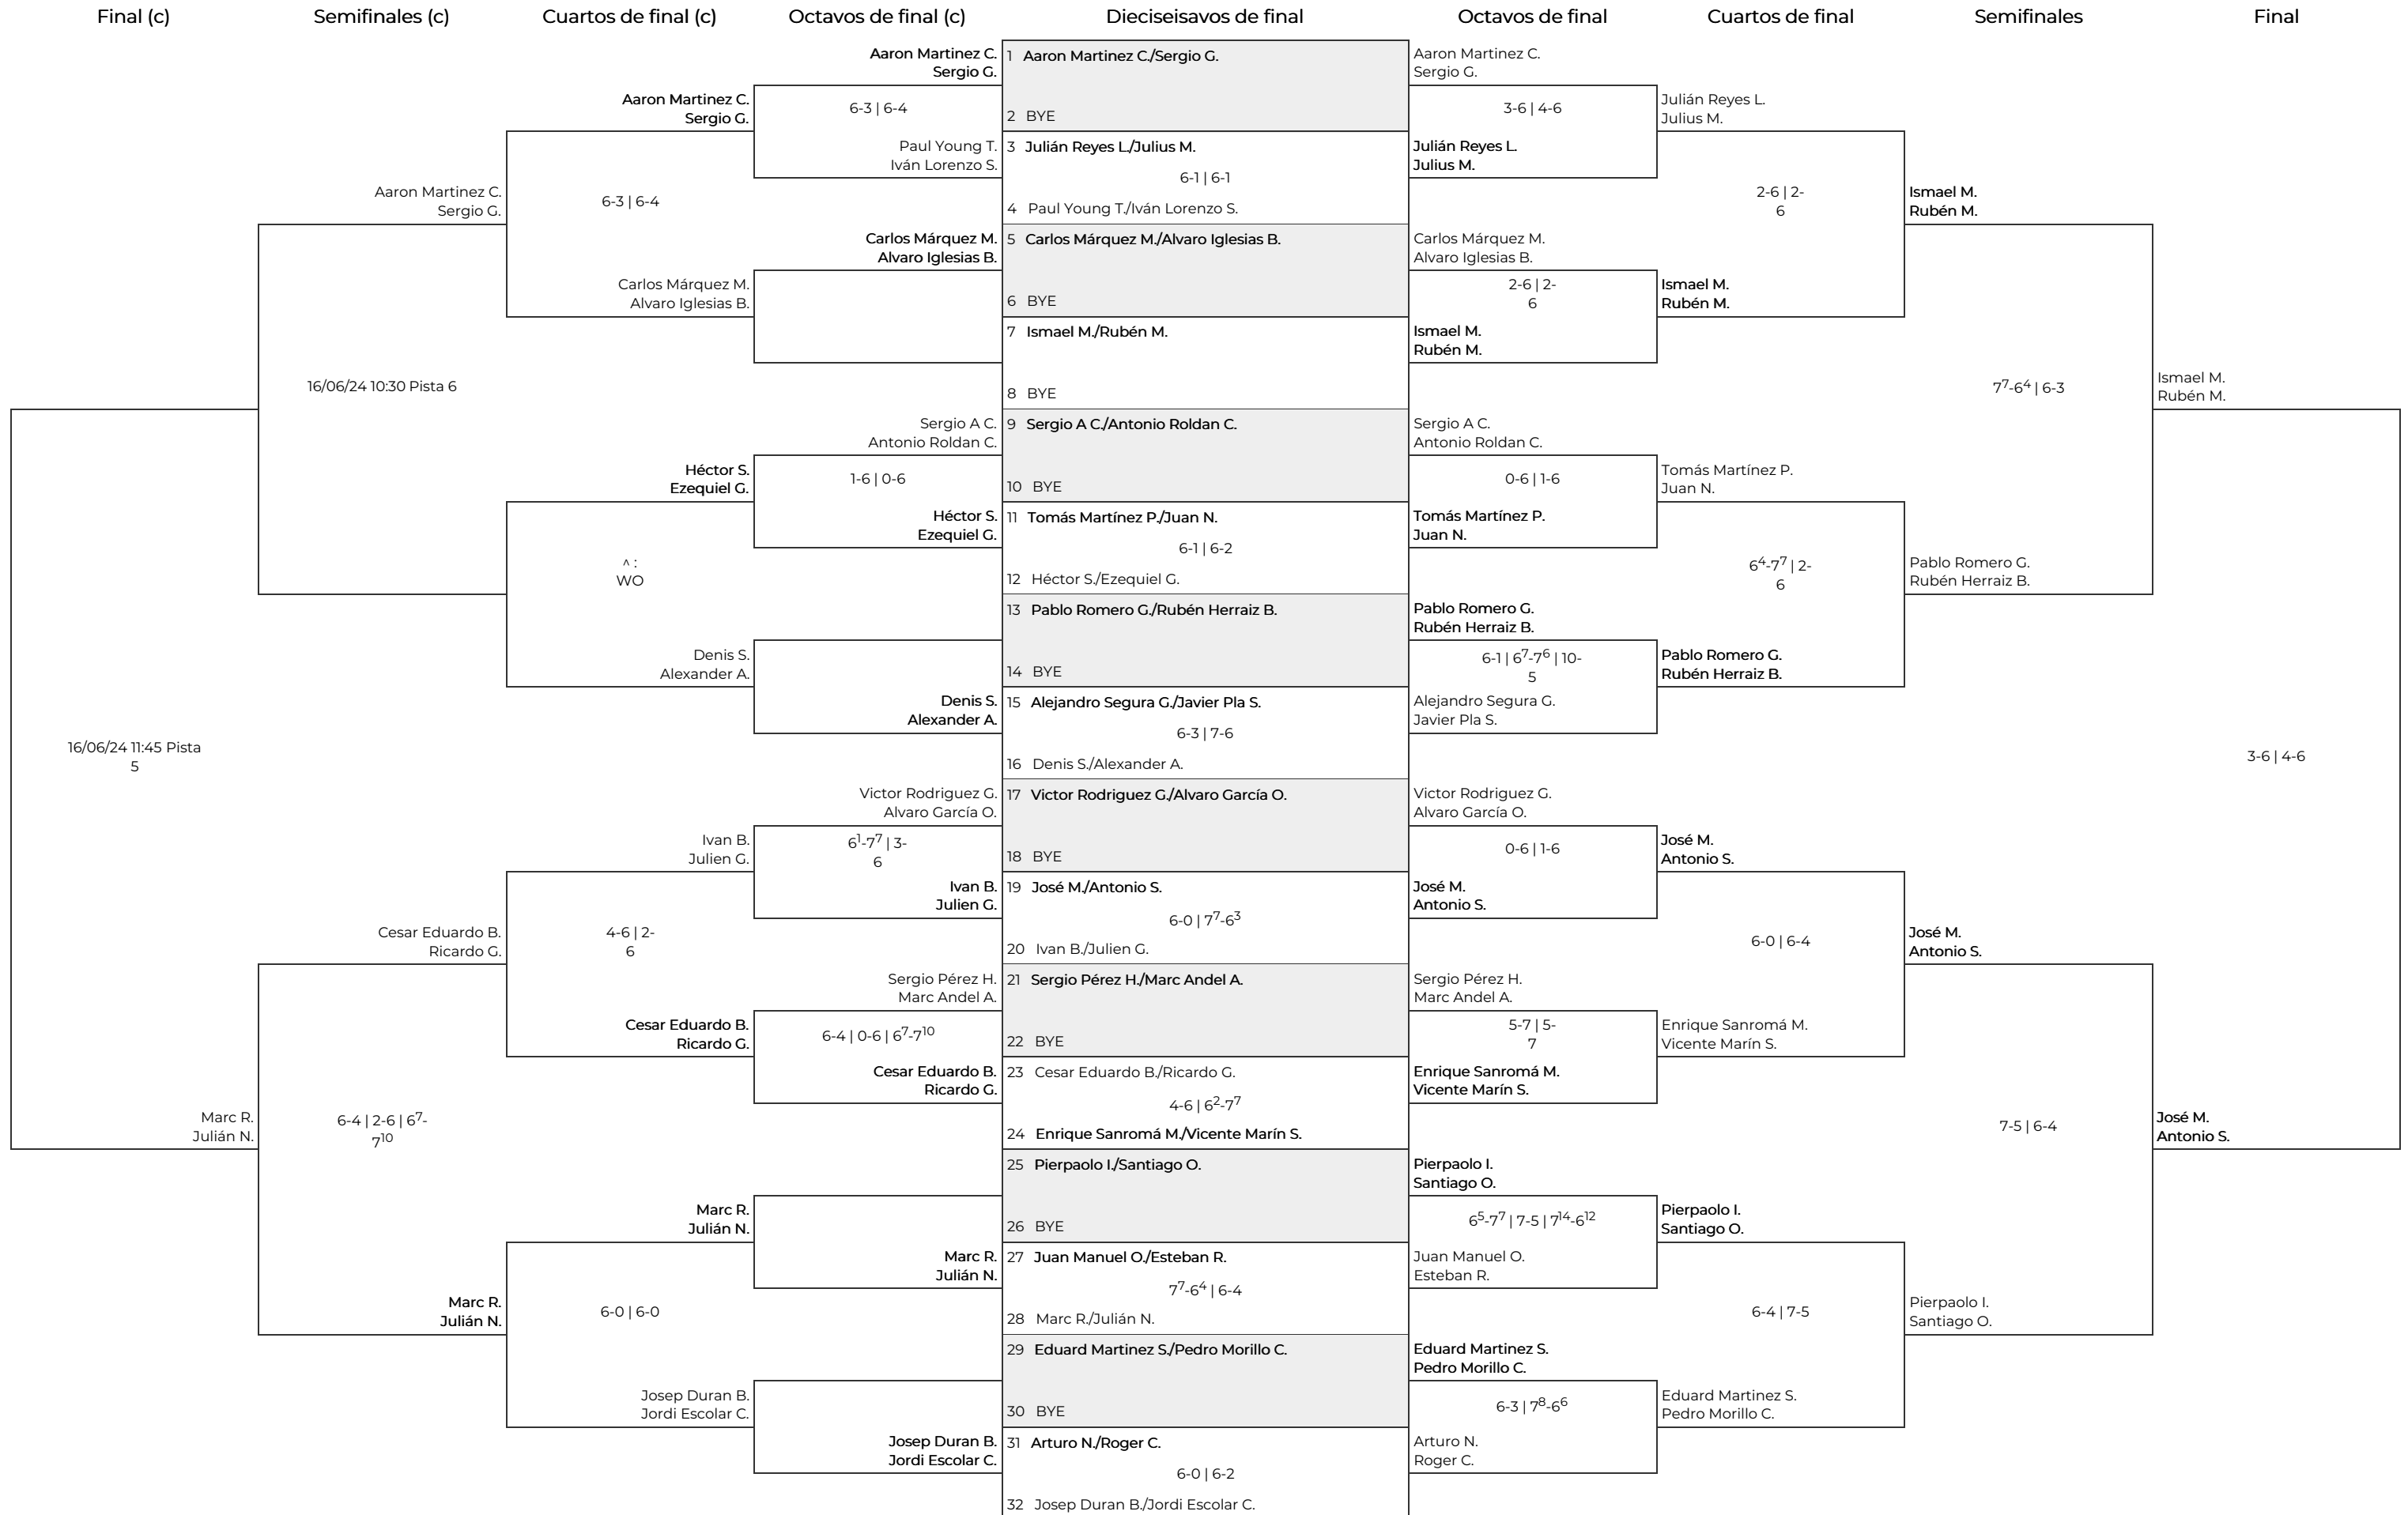 Final (c)
Semifinales (c)
Cuartos de final (c)
Octavos de final (c)
Dieciseisavos de final
Octavos de final
Cuartos de final
Semifinales
Final
Marc R.
Julián N.
16/06/24 11:45 Pista
5
Aaron Martinez C.
Sergio G.
16/06/24 10:30 Pista 6
Cesar Eduardo B.
Ricardo G.
6-4 | 2-6 | 6⁷-
7¹⁰
Marc R.
Julián N.
Aaron Martinez C.
Sergio G.
6-3 | 6-4
Carlos Márquez M.
Alvaro Iglesias B.
Héctor S.
Ezequiel G.
^ :
WO
Denis S.
Alexander A.
Ivan B.
Julien G.
4-6 | 2-
6
Cesar Eduardo B.
Ricardo G.
Marc R.
Julián N.
6-0 | 6-0
Josep Duran B.
Jordi Escolar C.
Aaron Martinez C.
Sergio G.
6-3 | 6-4
Paul Young T.
Iván Lorenzo S.
Carlos Márquez M.
Alvaro Iglesias B.
Sergio A C.
Antonio Roldan C.
1-6 | 0-6
Héctor S.
Ezequiel G.
Denis S.
Alexander A.
Victor Rodriguez G.
Alvaro García O.
6¹-7⁷ | 3-
6
Ivan B.
Julien G.
Sergio Pérez H.
Marc Andel A.
6-4 | 0-6 | 6⁷-7¹⁰
Cesar Eduardo B.
Ricardo G.
Marc R.
Julián N.
Josep Duran B.
Jordi Escolar C.
1 Aaron Martinez C./Sergio G.
2 BYE
3 Julián Reyes L./Julius M.
6-1 | 6-1
4 Paul Young T./Iván Lorenzo S.
5 Carlos Márquez M./Alvaro Iglesias B.
6 BYE
7 Ismael M./Rubén M.
8 BYE
9 Sergio A C./Antonio Roldan C.
10 BYE
11 Tomás Martínez P./Juan N.
6-1 | 6-2
12 Héctor S./Ezequiel G.
13 Pablo Romero G./Rubén Herraiz B.
14 BYE
15 Alejandro Segura G./Javier Pla S.
6-3 | 7-6
16 Denis S./Alexander A.
17 Victor Rodriguez G./Alvaro García O.
18 BYE
19 José M./Antonio S.
6-0 | 7⁷-6³
20 Ivan B./Julien G.
21 Sergio Pérez H./Marc Andel A.
22 BYE
23 Cesar Eduardo B./Ricardo G.
4-6 | 6²-7⁷
24 Enrique Sanromá M./Vicente Marín S.
25 Pierpaolo I./Santiago O.
26 BYE
27 Juan Manuel O./Esteban R.
7⁷-6⁴ | 6-4
28 Marc R./Julián N.
29 Eduard Martinez S./Pedro Morillo C.
30 BYE
31 Arturo N./Roger C.
6-0 | 6-2
32 Josep Duran B./Jordi Escolar C.
Aaron Martinez C.
Sergio G.
3-6 | 4-6
Julián Reyes L.
Julius M.
Carlos Márquez M.
Alvaro Iglesias B.
2-6 | 2-
6
Ismael M.
Rubén M.
Sergio A C.
Antonio Roldan C.
0-6 | 1-6
Tomás Martínez P.
Juan N.
Pablo Romero G.
Rubén Herraiz B.
6-1 | 6⁷-7⁶ | 10-
5
Alejandro Segura G.
Javier Pla S.
Victor Rodriguez G.
Alvaro García O.
0-6 | 1-6
José M.
Antonio S.
Sergio Pérez H.
Marc Andel A.
5-7 | 5-
7
Enrique Sanromá M.
Vicente Marín S.
Pierpaolo I.
Santiago O.
6⁵-7⁷ | 7-5 | 7¹⁴-6¹²
Juan Manuel O.
Esteban R.
Eduard Martinez S.
Pedro Morillo C.
6-3 | 7⁸-6⁶
Arturo N.
Roger C.
Julián Reyes L.
Julius M.
2-6 | 2-
6
Ismael M.
Rubén M.
Tomás Martínez P.
Juan N.
6⁴-7⁷ | 2-
6
Pablo Romero G.
Rubén Herraiz B.
José M.
Antonio S.
6-0 | 6-4
Enrique Sanromá M.
Vicente Marín S.
Pierpaolo I.
Santiago O.
6-4 | 7-5
Eduard Martinez S.
Pedro Morillo C.
Ismael M.
Rubén M.
7⁷-6⁴ | 6-3
Pablo Romero G.
Rubén Herraiz B.
José M.
Antonio S.
7-5 | 6-4
Pierpaolo I.
Santiago O.
Ismael M.
Rubén M.
3-6 | 4-6
José M.
Antonio S.